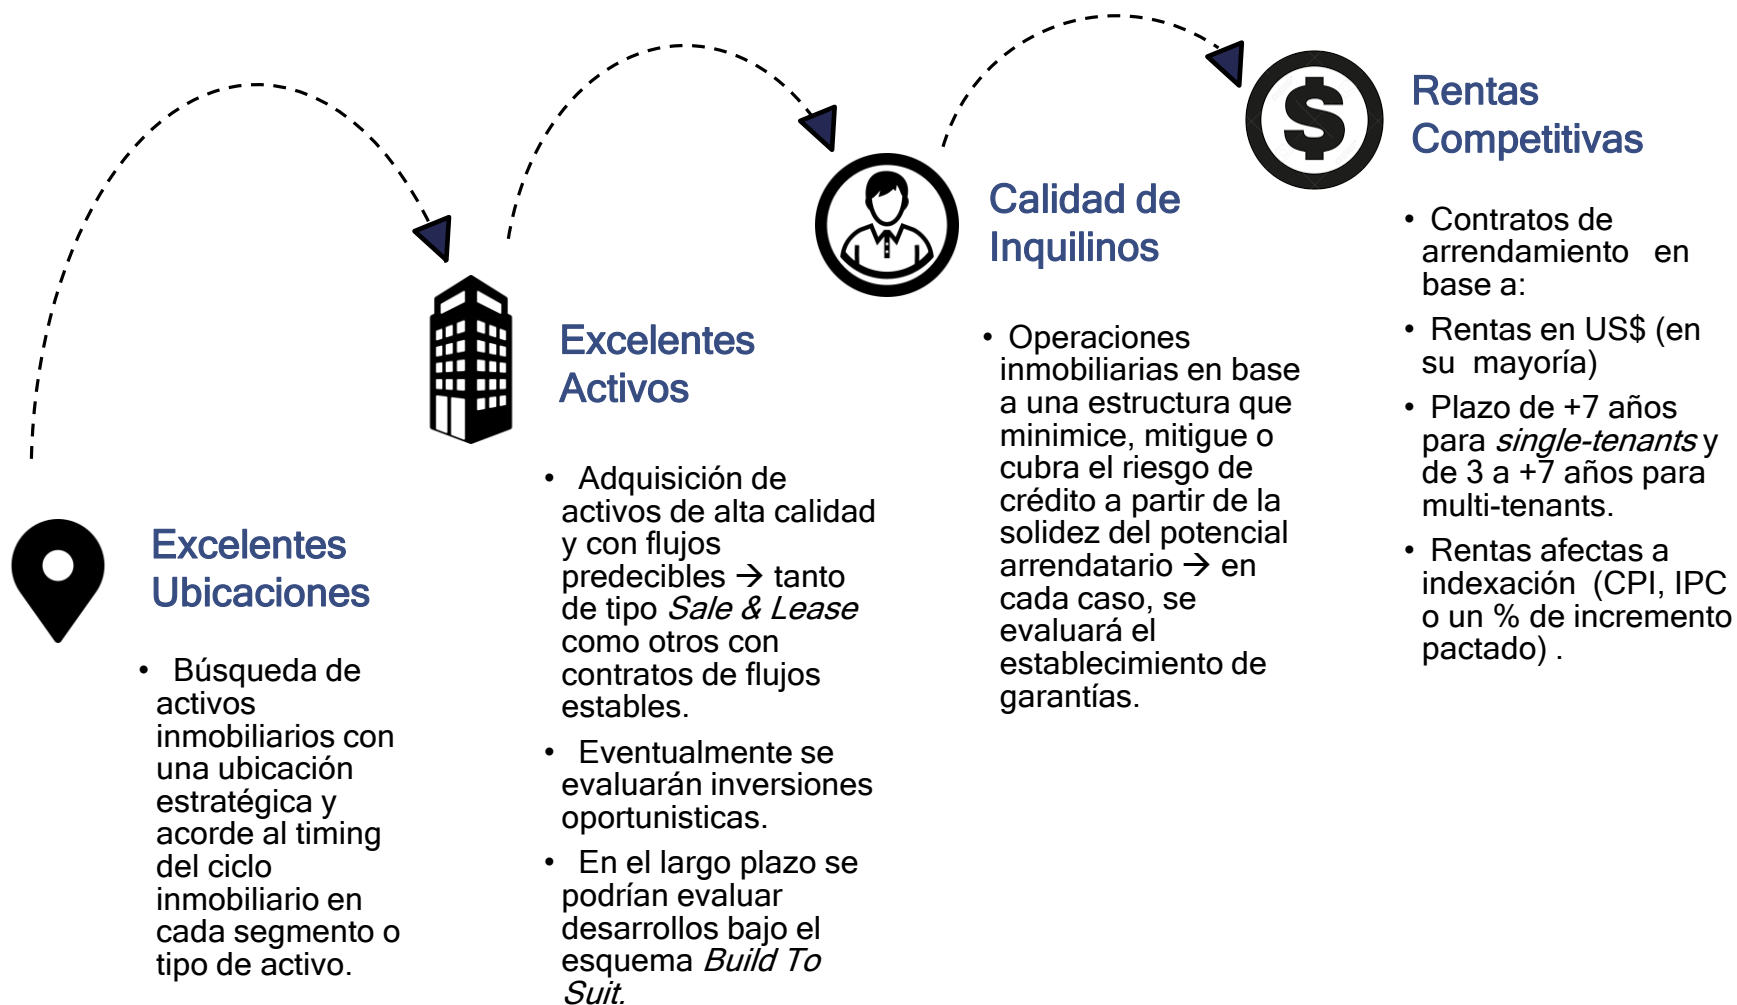 Excelentes
Ubicaciones
• Búsqueda de
activos
inmobiliarios con
una ubicación
estratégica y
acorde al timing
del ciclo
inmobiliario en
cada segmento o
tipo de activo.
Excelentes
Activos
• Adquisición de
activos de alta calidad
y con flujos
predecibles → tanto
de tipo Sale & Lease
como otros con
contratos de flujos
estables.
• Eventualmente se
evaluarán inversiones
oportunisticas.
• En el largo plazo se
podrían evaluar
desarrollos bajo el
esquema Build To
Suit.
Calidad de
Inquilinos
• Operaciones
inmobiliarias en base
a una estructura que
minimice, mitigue o
cubra el riesgo de
crédito a partir de la
solidez del potencial
arrendatario → en
cada caso, se
evaluará el
establecimiento de
garantías.
$
Rentas
Competitivas
• Contratos de
arrendamiento en
base a:
• Rentas en US$ (en
su mayoría)
• Plazo de +7 años
para single-tenants y
de 3 a +7 años para
multi-tenants.
• Rentas afectas a
indexación (CPI, IPC
o un % de incremento
pactado) .